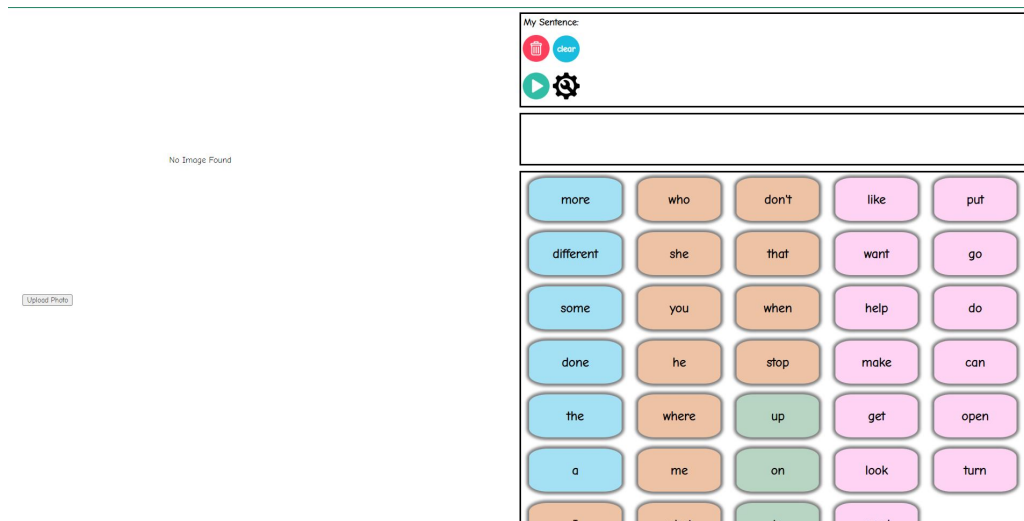 My Sentence:
clear
No Image Found
Upload Photo
more who don't like put
different she that want go
some you when help do
done he stop make can
the where up get open
a me on look turn